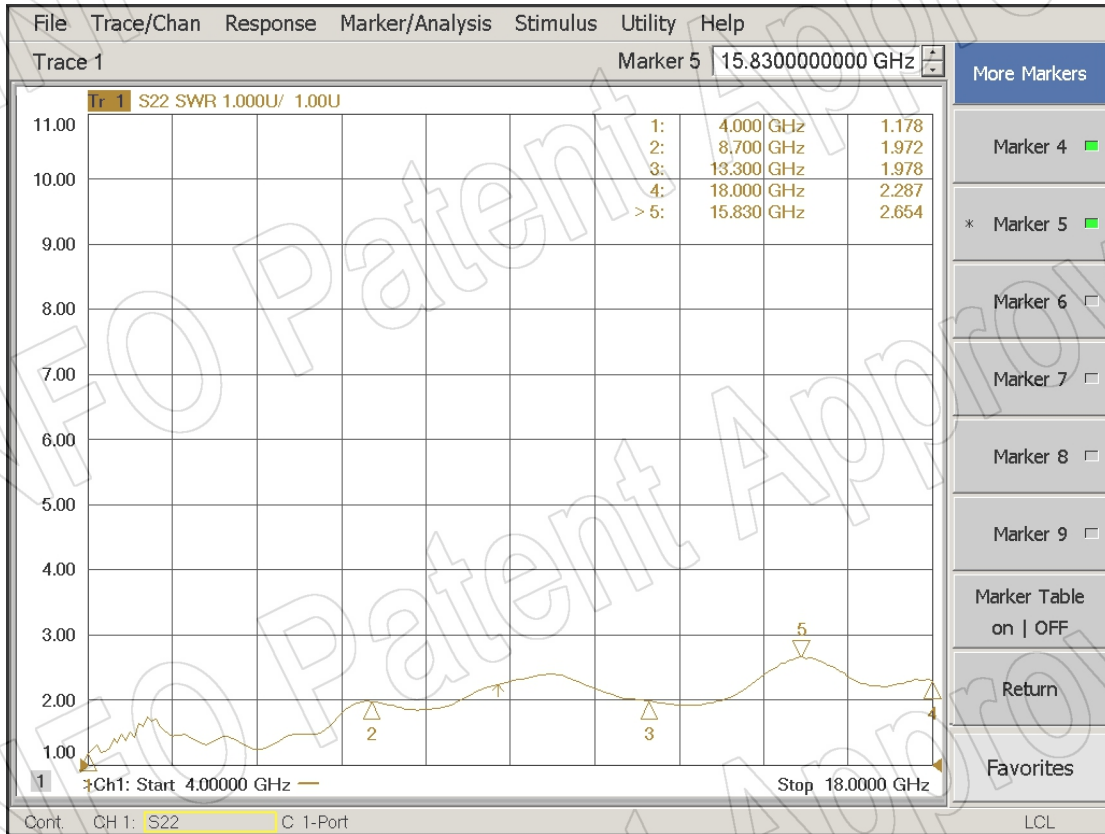 File Trace/Chan Response Marker/Analysis Stimulus Utility Help
Trace 1 Marker 5 15.8300000000 GHz
More Markers
Tr 1 S22 SWR 1.000U/ 1.00U
11.00
1: 4.000 GHz 1.178
2: 8.700 GHz 1.972
3: 13.300 GHz 1.978
4: 18.000 GHz 2.287
> 5: 15.830 GHz 2.654
Marker 4
10.00
* Marker 5
9.00
Marker 6
8.00
Marker 7
7.00
6.00
Marker 8
5.00
Marker 9
4.00
Marker Table
on | OFF
3.00
5
Return
2.00
2
3
4
1.00
Favorites
1
>Ch1: Start 4.00000 GHz — Stop 18.0000 GHz
Cont. CH 1: S22 C 1-Port LCL
NFO Patent Approv
NFO Patent Approv